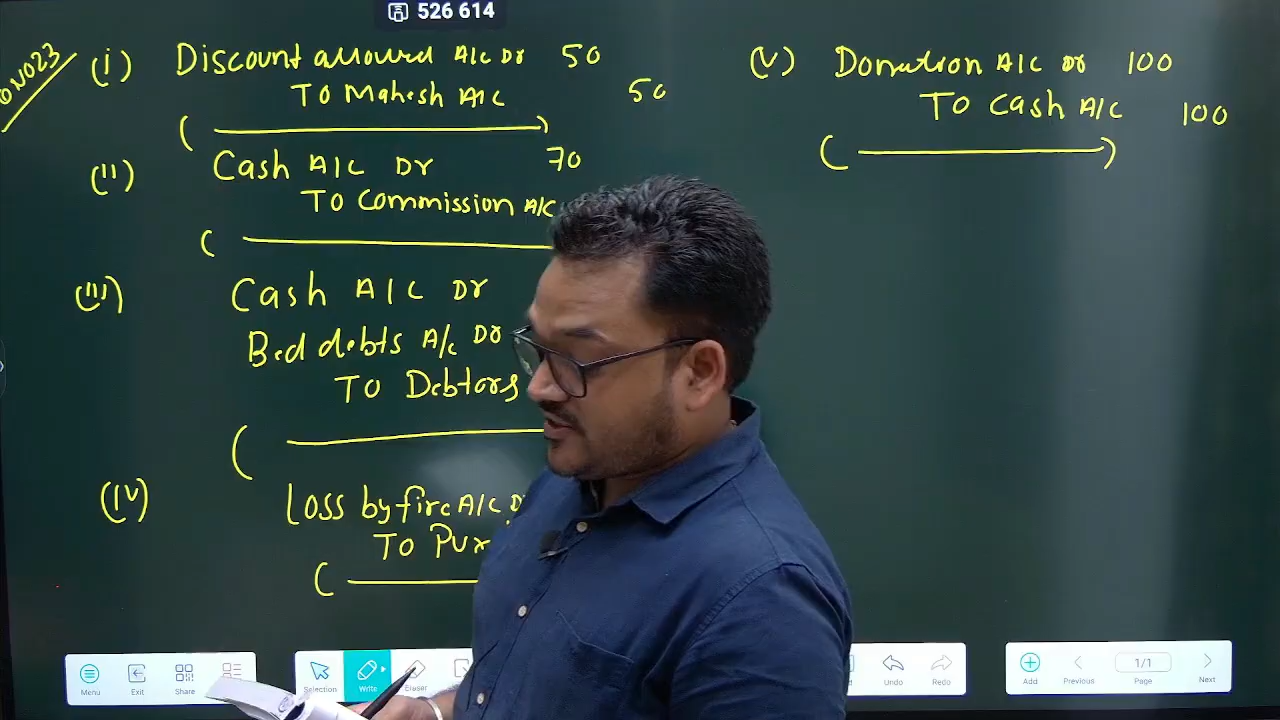 526 614
QNO23
(i) Discount allowed A/C Dr 50
TO Mahesh A/C 50
(ii) Cash A/C Dr 70
TO Commission A/C
(iii) Cash A/C Dr
Bad debts A/c Dr
TO Debtors
(iv) Loss by fire A/C D
TO Pur
(v) Donation A/C Dr 100
TO Cash A/C 100
Menu
Exit
Share
Selection
Write
Eraser
Undo
Redo
Add
Previous
1/1
Page
Next